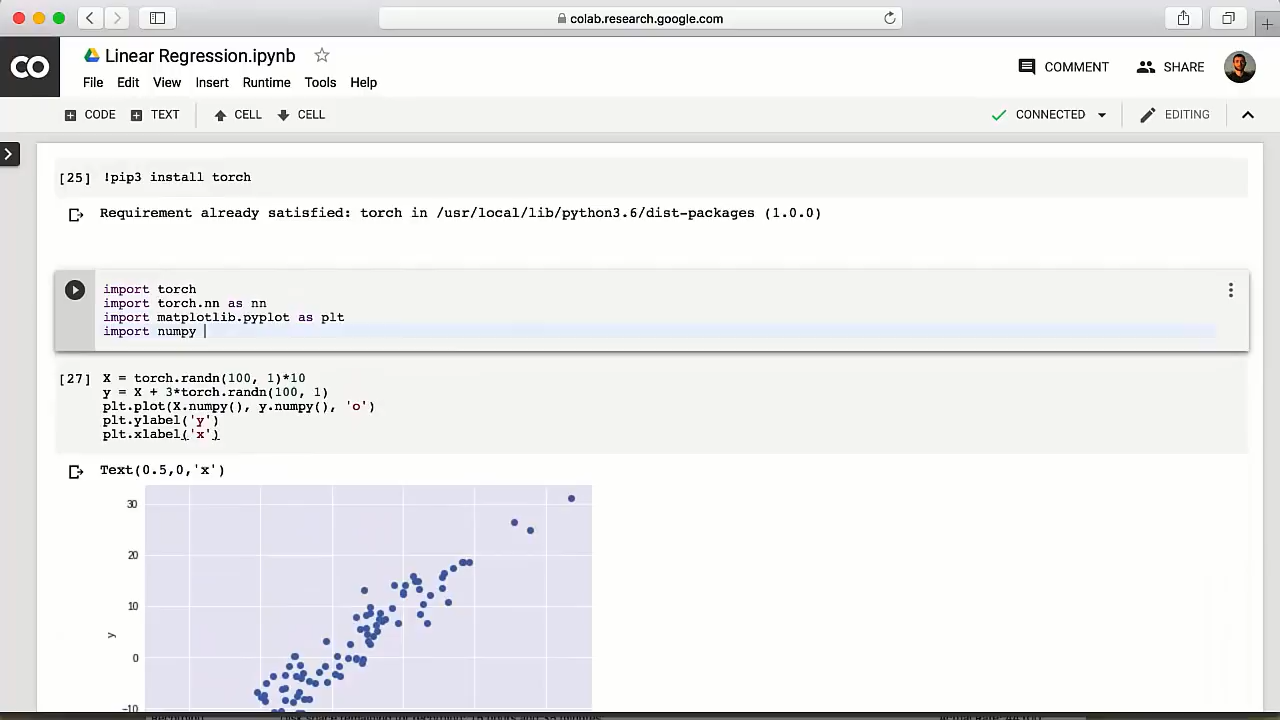 colab.research.google.com
CO
Linear Regression.ipynb
COMMENT
SHARE
File Edit View Insert Runtime Tools Help
CODE TEXT CELL CELL
CONNECTED
EDITING
[25] !pip3 install torch
Requirement already satisfied: torch in /usr/local/lib/python3.6/dist-packages (1.0.0)
import torch
import torch.nn as nn
import matplotlib.pyplot as plt
import numpy
[27] X = torch.randn(100, 1)*10
y = X + 3*torch.randn(100, 1)
plt.plot(X.numpy(), y.numpy(), 'o')
plt.ylabel('y')
plt.xlabel('x')
Text(0.5,0,'x')
30
20
10
y
0
-10